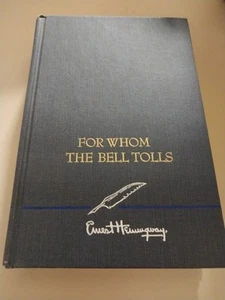 FOR WHOM
THE BELL TOLLS
Ernest Hemingway.